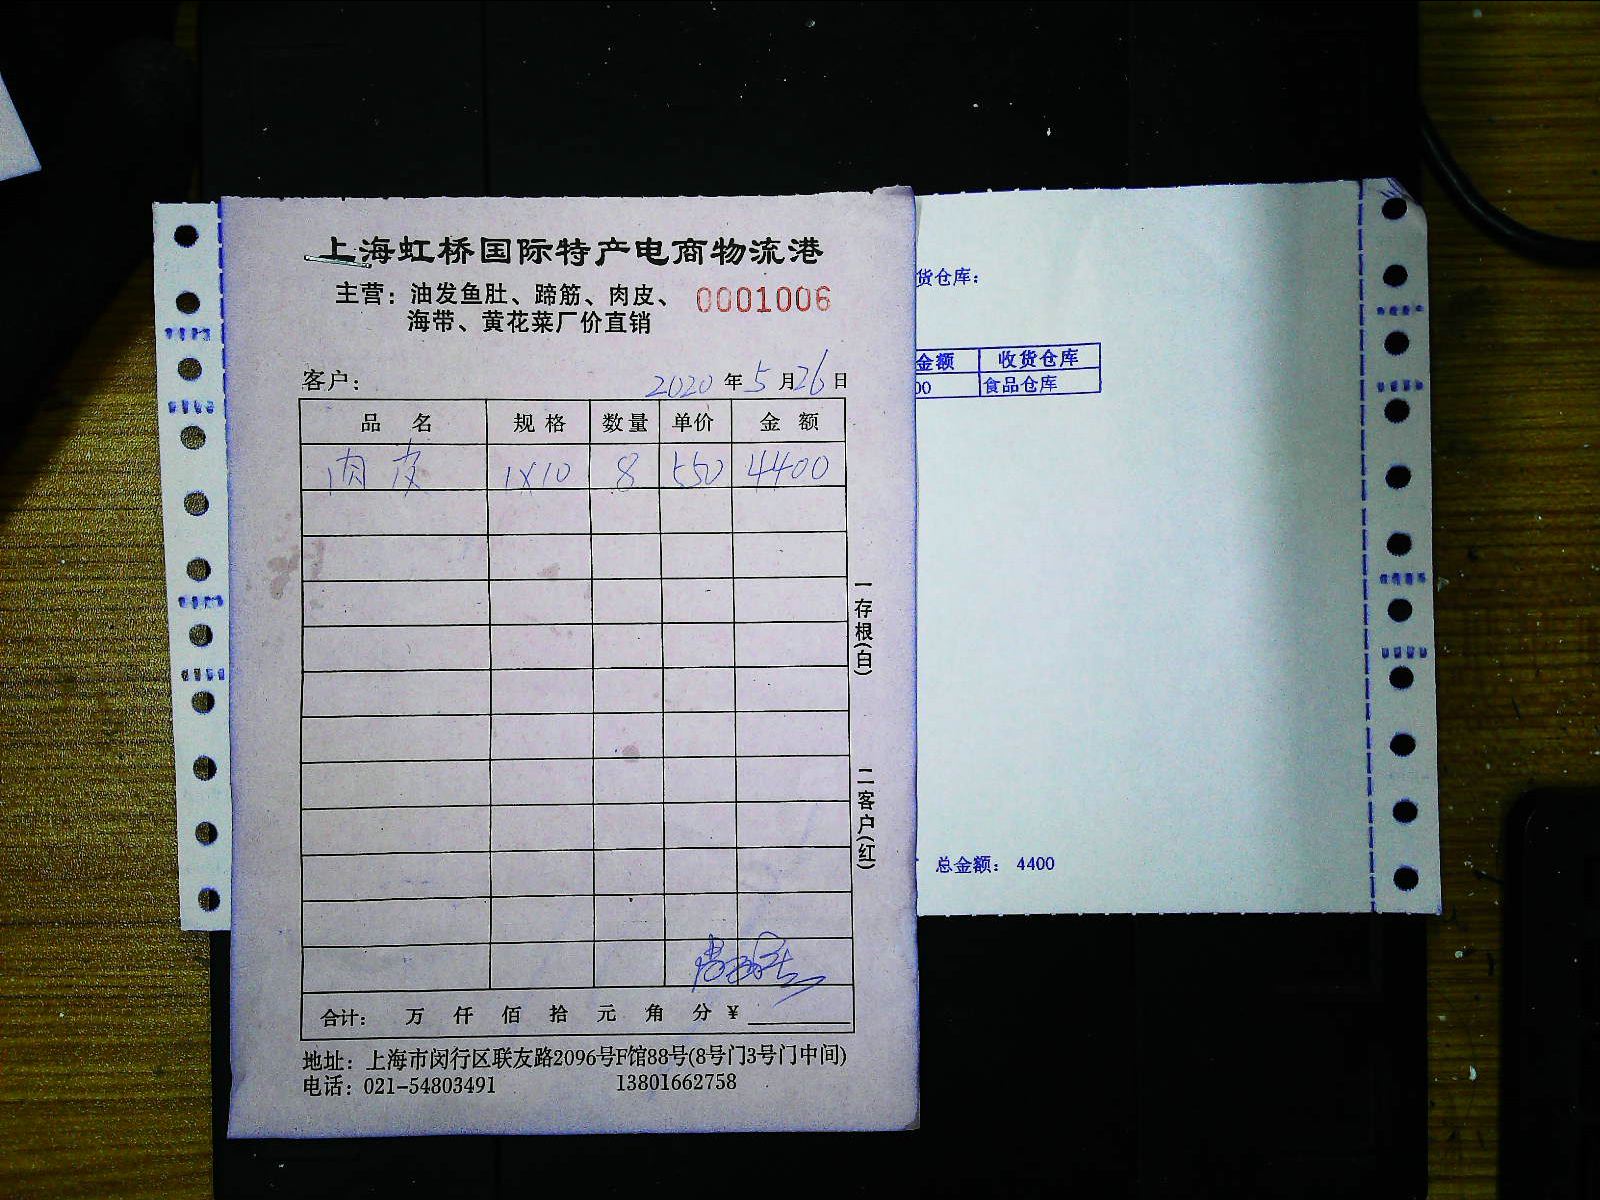 上海虹桥国际特产电商物流港
主营：油发鱼肚、蹄筋、肉皮、
海带、黄花菜厂价直销
0001006
客户：
2020 年 5 月 26 日
品 名 规 格 数 量 单价 金 额
肉皮 1X10 8 550 4400
一存根(白)
二客户(红)
合计： 万 仟 佰 拾 元 角 分 ¥
地址：上海市闵行区联友路2096号F馆88号(8号门3号门中间)
电话：021-54803491 13801662758
货仓库：
金额 收货仓库
00 食品仓库
总金额： 4400